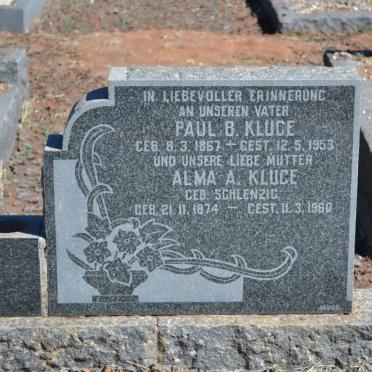 IN LIEBEVOLLER ERINNERUNG
AN UNSEREN VATER
PAUL B. KLUGE
GEB. 8. 3. 1867 – GEST. 12. 5. 1953
UND UNSERE LIEBE MUTTER
ALMA A. KLUGE
GEB. SCHLENZIG
GEB. 21. 11. 1874 – GEST. 11. 3. 1960